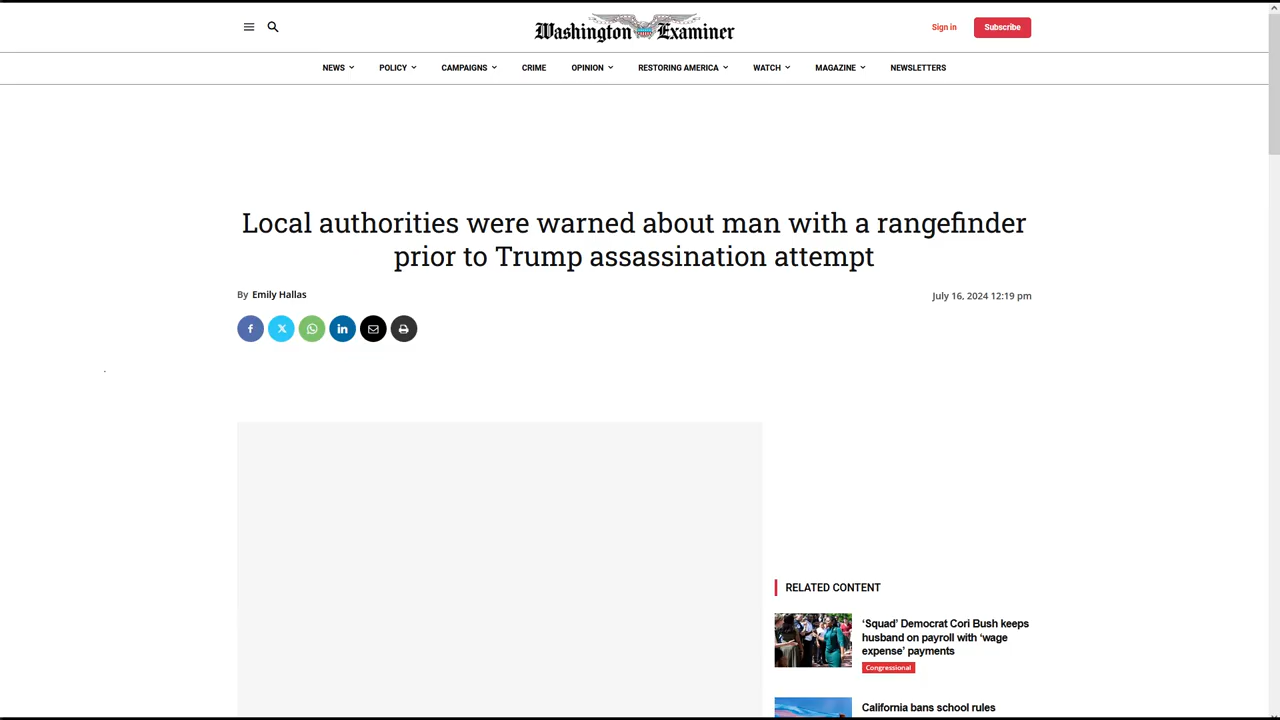 Washington Examiner
Sign in
Subscribe
NEWS
POLICY
CAMPAIGNS
CRIME
OPINION
RESTORING AMERICA
WATCH
MAGAZINE
NEWSLETTERS
Local authorities were warned about man with a rangefinder
prior to Trump assassination attempt
By Emily Hallas
July 16, 2024 12:19 pm
RELATED CONTENT
‘Squad’ Democrat Cori Bush keeps
husband on payroll with ‘wage
expense’ payments
Congressional
California bans school rules